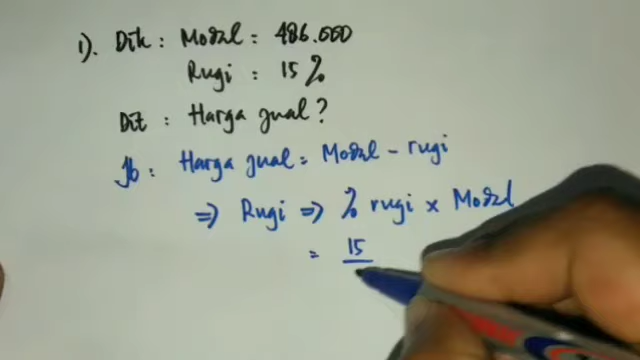 1). Dik : Modal = 486.000
Rugi : 15 %
Dit : Harga jual ?
Jb : Harga jual = Modal - rugi
⇒ Rugi ⇒ % rugi × Modal
= 15